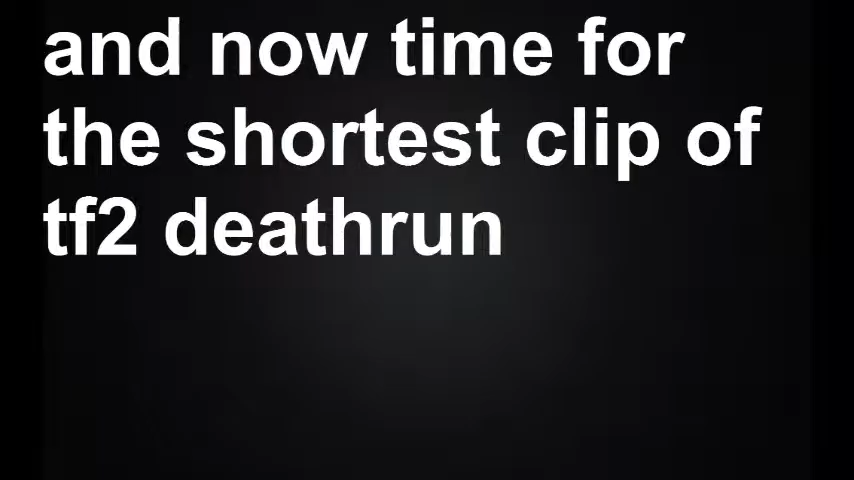 and now time for
the shortest clip of
tf2 deathrun